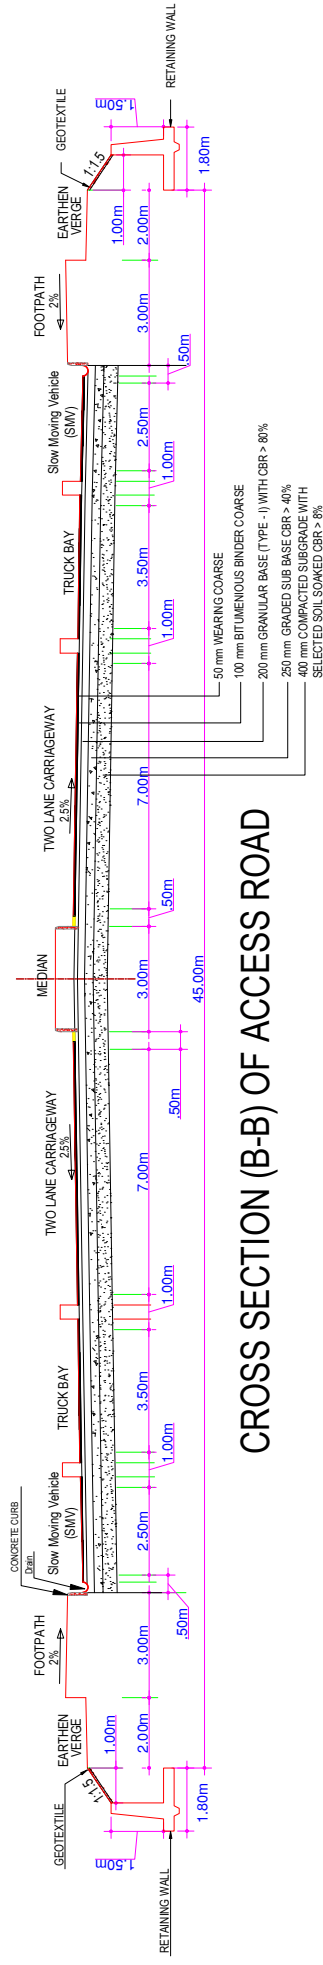 RETAINING WALL
1.50m
1.80m
GEOTEXTILE
1:1.5
1.00m
EARTHEN
VERGE
2.00m
FOOTPATH
2%
3.00m
CONCRETE CURB
Drain
.50m
Slow Moving Vehicle
(SMV)
2.50m
1.00m
TRUCK BAY
3.50m
1.00m
TWO LANE CARRIAGEWAY
2.5%
7.00m
.50m
MEDIAN
3.00m
45.00m
.50m
TWO LANE CARRIAGEWAY
2.5%
7.00m
1.00m
TRUCK BAY
3.50m
1.00m
Slow Moving Vehicle
(SMV)
2.50m
.50m
FOOTPATH
2%
3.00m
EARTHEN
VERGE
2.00m
1.00m
1:1.5
GEOTEXTILE
1.50m
1.80m
RETAINING WALL
50 mm WEARING COARSE
100 mm BITUMENIOUS BINDER COARSE
200 mm GRANULAR BASE (TYPE - I) WITH CBR > 80%
250 mm GRADED SUB BASE CBR > 40%
400 mm COMPACTED SUBGRADE WITH
SELECTED SOIL SOAKED CBR > 8%
CROSS SECTION (B-B) OF ACCESS ROAD